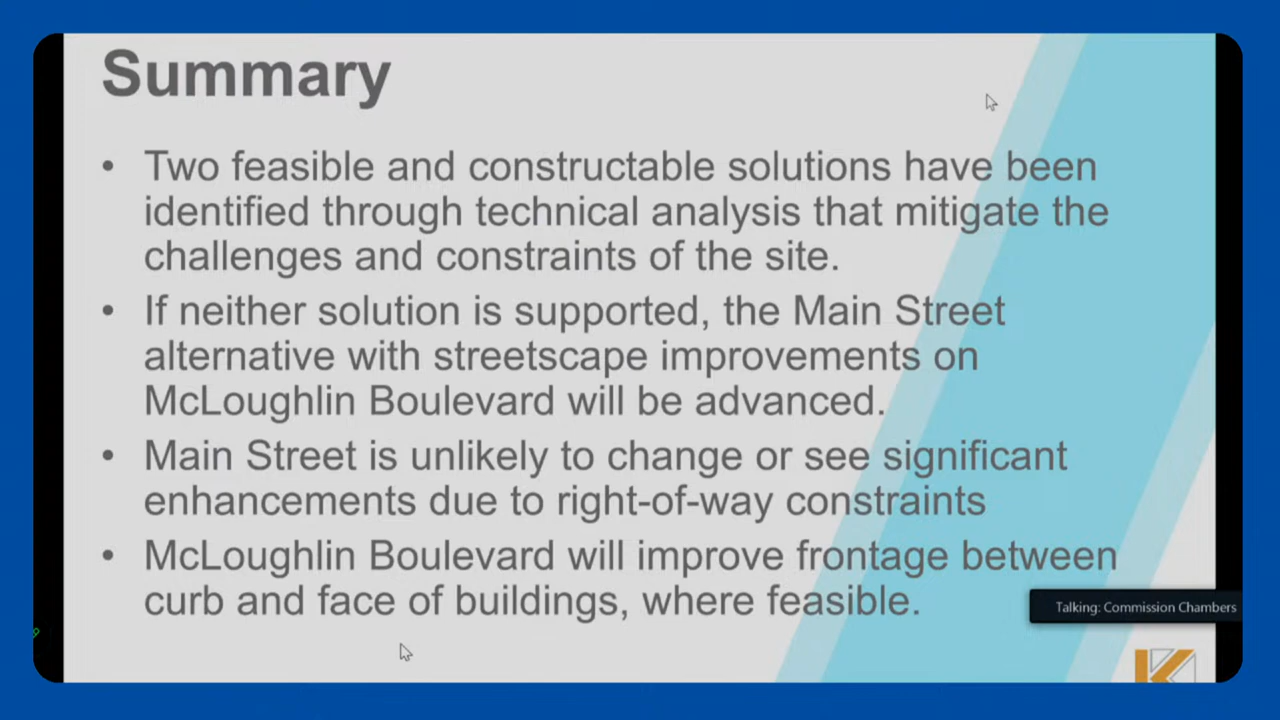 Summary
• Two feasible and constructable solutions have been
identified through technical analysis that mitigate the
challenges and constraints of the site.
• If neither solution is supported, the Main Street
alternative with streetscape improvements on
McLoughlin Boulevard will be advanced.
• Main Street is unlikely to change or see significant
enhancements due to right-of-way constraints
• McLoughlin Boulevard will improve frontage between
curb and face of buildings, where feasible.
Talking: Commission Chambers